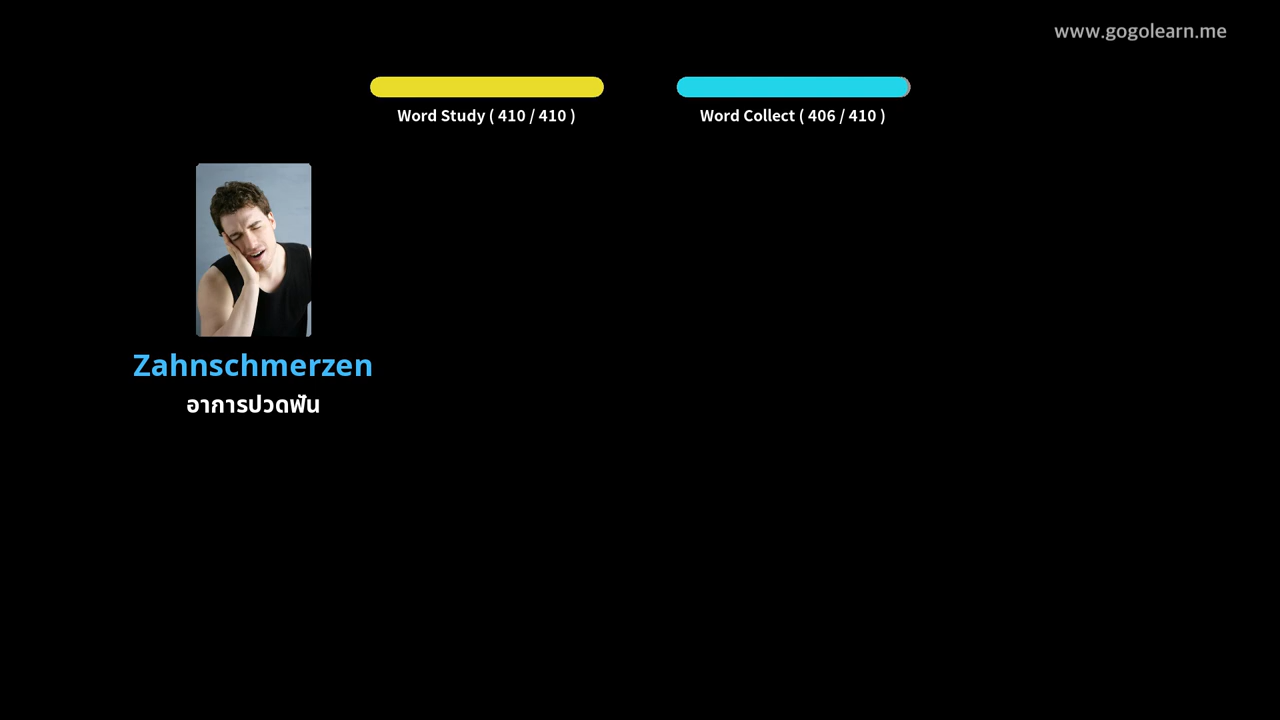 www.gogolearn.me
Word Study ( 410 / 410 )
Word Collect ( 406 / 410 )
Zahnschmerzen
อาการปวดฟัน